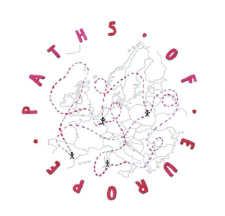 PATHS · OF · EUROPE ·